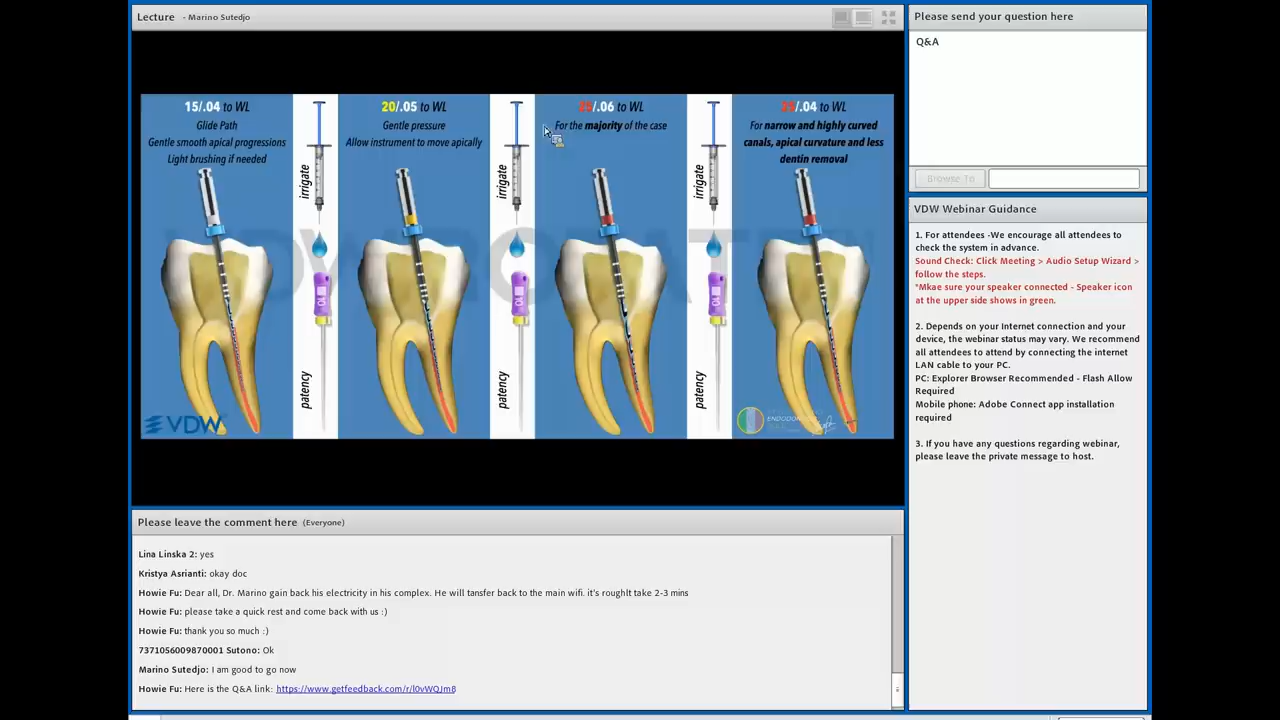 Lecture - Marino Sutedjo
15/.04 to WL
Glide Path
Gentle smooth apical progressions
Light brushing if needed
irrigate
patency
20/.05 to WL
Gentle pressure
Allow instrument to move apically
irrigate
patency
25/.06 to WL
For the majority of the case
irrigate
patency
25/.04 to WL
For narrow and highly curved
canals, apical curvature and less
dentin removal
VDW
ENDODONTIC
Please send your question here
Q&A
Browse To
VDW Webinar Guidance
1. For attendees -We encourage all attendees to
check the system in advance.
Sound Check: Click Meeting > Audio Setup Wizard >
follow the steps.
*Mkae sure your speaker connected - Speaker icon
at the upper side shows in green.
2. Depends on your Internet connection and your
device, the webinar status may vary. We recommend
all attendees to attend by connecting the internet
LAN cable to your PC.
PC: Explorer Browser Recommended - Flash Allow
Required
Mobile phone: Adobe Connect app installation
required
3. If you have any questions regarding webinar,
please leave the private message to host.
Please leave the comment here (Everyone)
Lina Linska 2: yes
Kristya Asrianti: okay doc
Howie Fu: Dear all, Dr. Marino gain back his electricity in his complex. He will tansfer back to the main wifi. it's roughlt take 2-3 mins
Howie Fu: please take a quick rest and come back with us :)
Howie Fu: thank you so much :)
7371056009870001 Sutono: Ok
Marino Sutedjo: I am good to go now
Howie Fu: Here is the Q&A link: https://www.getfeedback.com/r/l0vWQJmB